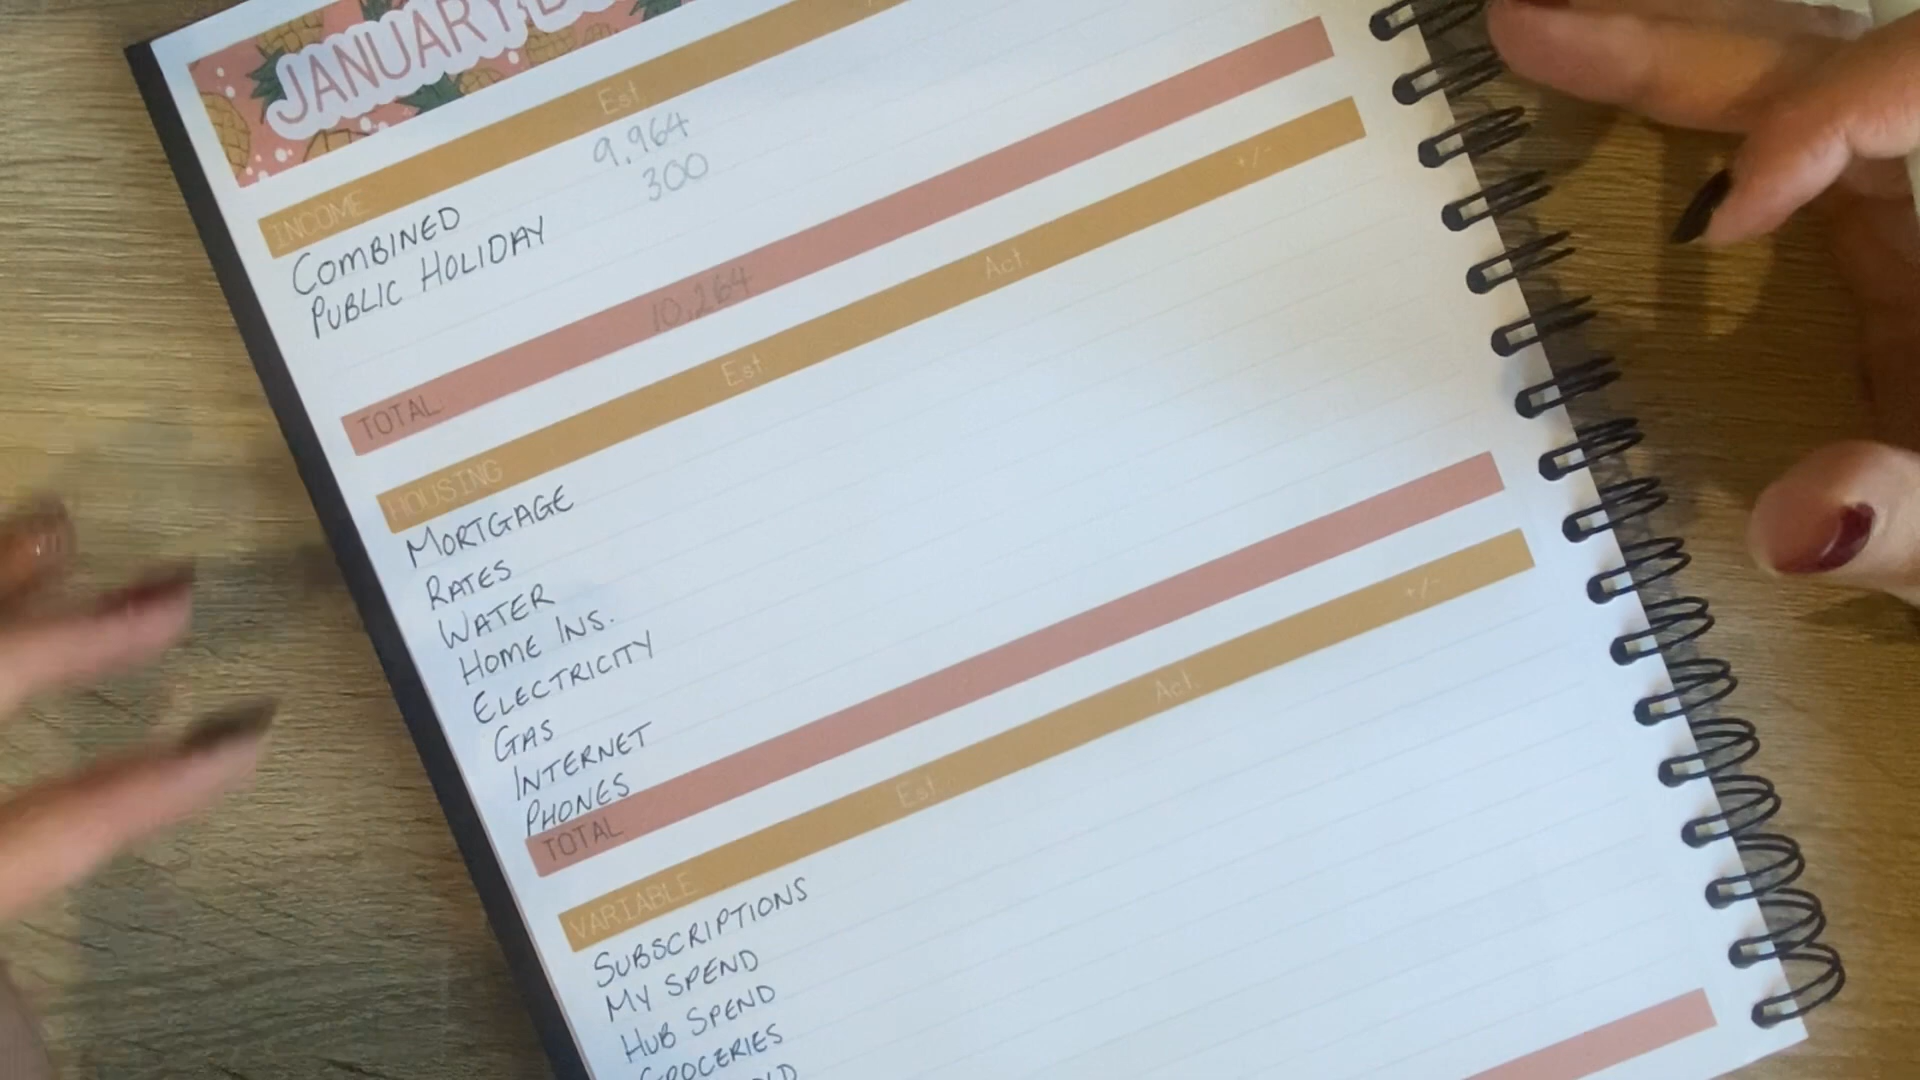 JANUARY
INCOME Est.
COMBINED 9,964
PUBLIC HOLIDAY 300
TOTAL 10,264
HOUSING Est. Act. +/-
MORTGAGE
RATES
WATER
HOME INS.
ELECTRICITY
GAS
INTERNET
PHONES
TOTAL
VARIABLE Est. Act. +/-
SUBSCRIPTIONS
MY SPEND
HUB SPEND
GROCERIES